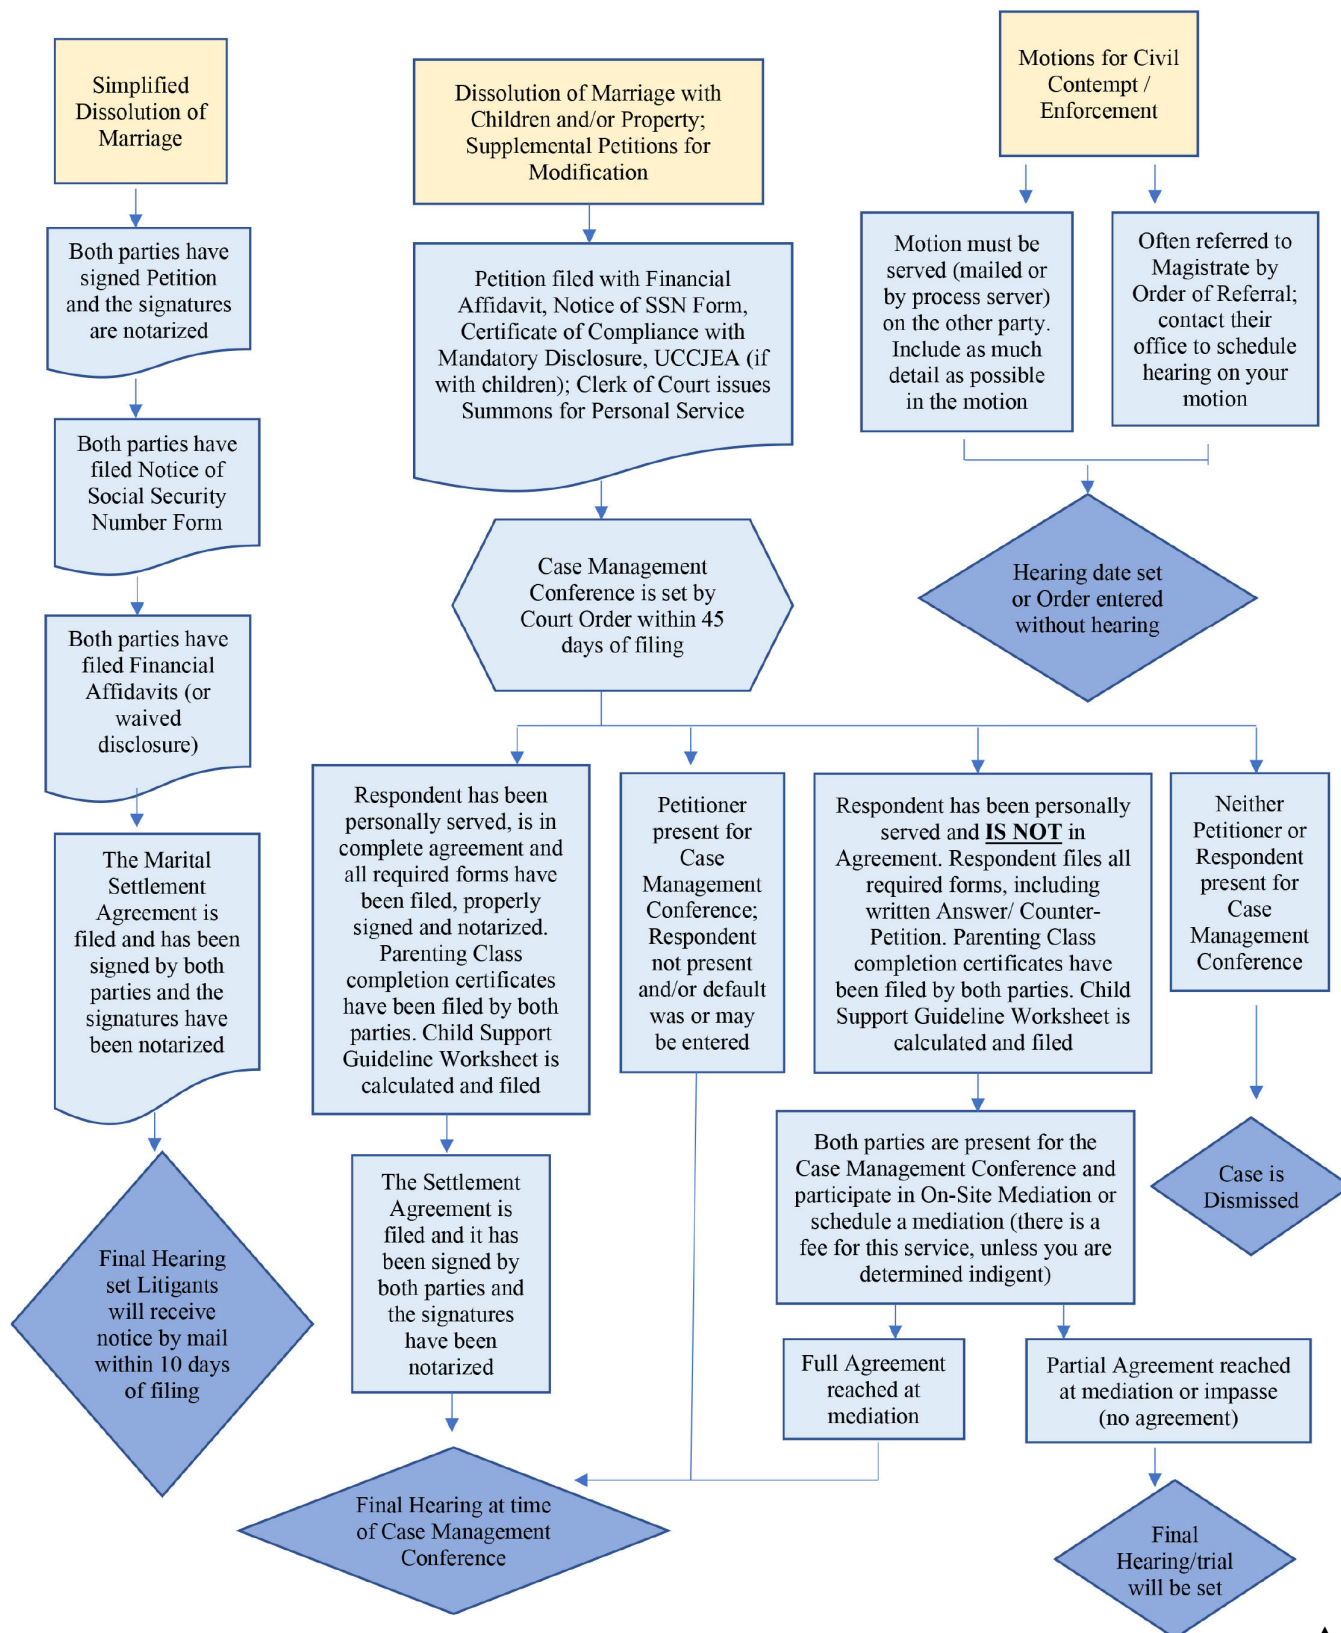 Simplified
Dissolution of
Marriage
Both parties have
signed Petition
and the signatures
are notarized
Both parties have
filed Notice of
Social Security
Number Form
Both parties have
filed Financial
Affidavits (or
waived
disclosure)
The Marital
Settlement
Agreement is
filed and has been
signed by both
parties and the
signatures have
been notarized
Final Hearing
set Litigants
will receive
notice by mail
within 10 days
of filing
Dissolution of Marriage with
Children and/or Property;
Supplemental Petitions for
Modification
Petition filed with Financial
Affidavit, Notice of SSN Form,
Certificate of Compliance with
Mandatory Disclosure, UCCJEA (if
with children); Clerk of Court issues
Summons for Personal Service
Case Management
Conference is set by
Court Order within 45
days of filing
Respondent has been
personally served, is in
complete agreement and
all required forms have
been filed, properly
signed and notarized.
Parenting Class
completion certificates
have been filed by both
parties. Child Support
Guideline Worksheet is
calculated and filed
The Settlement
Agreement is
filed and it has
been signed by
both parties and
the signatures
have been
notarized
Final Hearing at time
of Case Management
Conference
Petitioner
present for
Case
Management
Conference;
Respondent
not present
and/or default
was or may
be entered
Respondent has been personally
served and IS NOT in
Agreement. Respondent files all
required forms, including
written Answer/ Counter-
Petition. Parenting Class
completion certificates have
been filed by both parties. Child
Support Guideline Worksheet is
calculated and filed
Both parties are present for the
Case Management Conference and
participate in On-Site Mediation or
schedule a mediation (there is a
fee for this service, unless you are
determined indigent)
Full Agreement
reached at
mediation
Partial Agreement reached
at mediation or impasse
(no agreement)
Final
Hearing/trial
will be set
Neither
Petitioner or
Respondent
present for
Case
Management
Conference
Case is
Dismissed
Motions for Civil
Contempt /
Enforcement
Motion must be
served (mailed or
by process server)
on the other party.
Include as much
detail as possible
in the motion
Often referred to
Magistrate by
Order of Referral;
contact their
office to schedule
hearing on your
motion
Hearing date set
or Order entered
without hearing